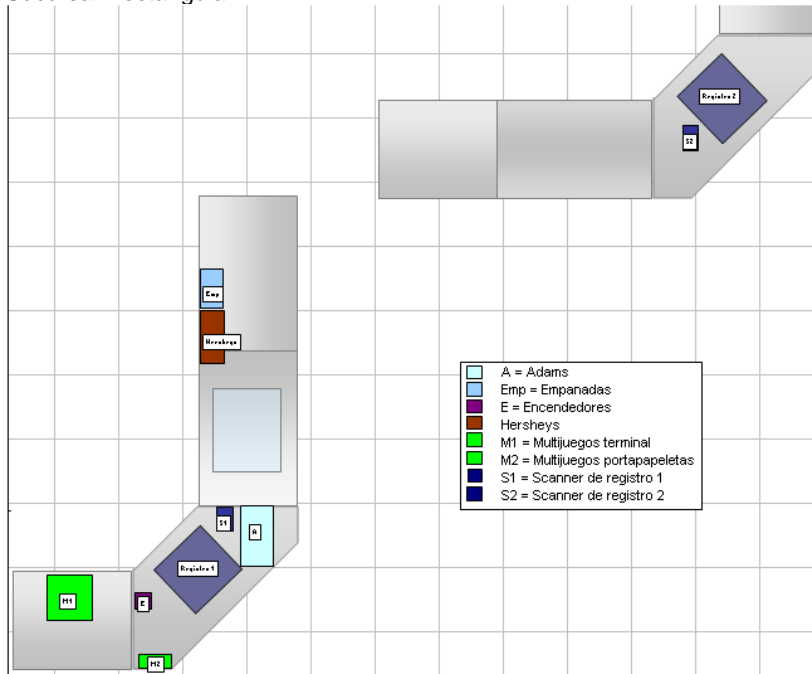 Registro 2
S2
Emp
Hersheys
A = Adams
Emp = Empanadas
E = Encendedores
Hersheys
M1 = Multijuegos terminal
M2 = Multijuegos portapapeletas
S1 = Scanner de registro 1
S2 = Scanner de registro 2
S1
A
Registro 1
M1
E
M2